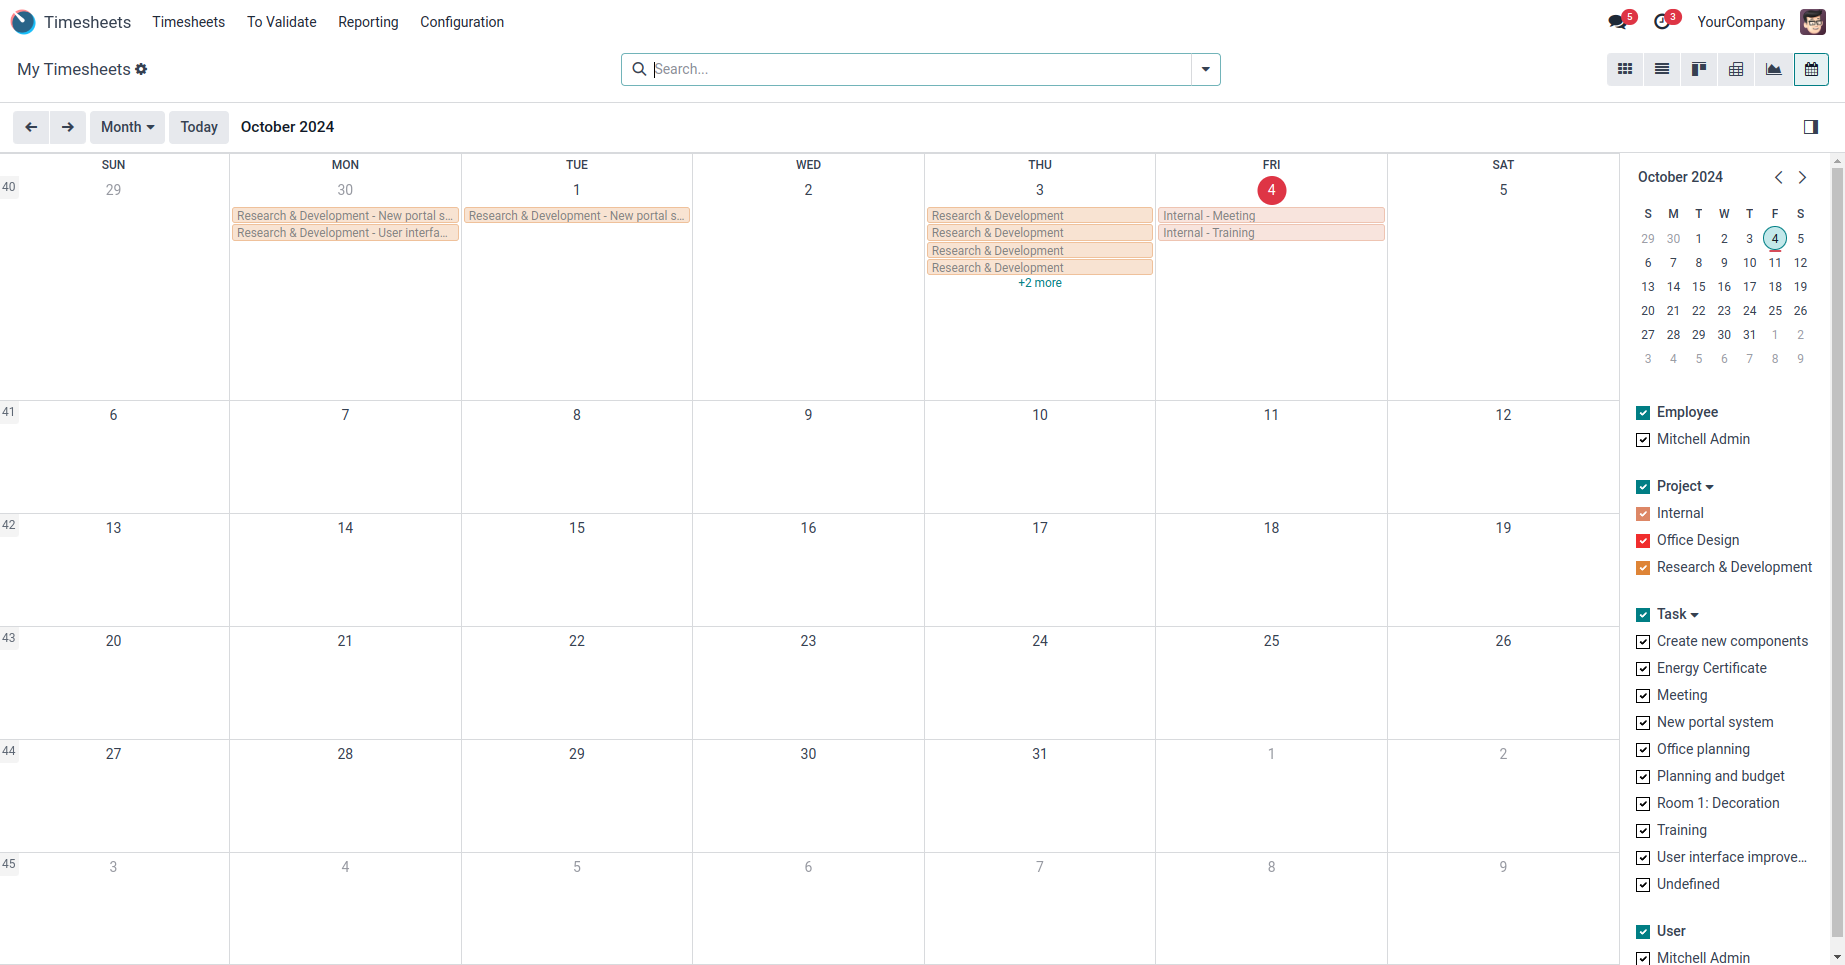 Timesheets Timesheets To Validate Reporting Configuration 5 3 YourCompany
My Timesheets Search...
Month Today October 2024
SUN MON TUE WED THU FRI SAT
40 29 30 1 2 3 4 5
Research & Development - New portal s... Research & Development - New portal s... Research & Development Internal - Meeting
Research & Development - User interfa... Research & Development Internal - Training
Research & Development
Research & Development
+2 more
41 6 7 8 9 10 11 12
42 13 14 15 16 17 18 19
43 20 21 22 23 24 25 26
44 27 28 29 30 31 1 2
45 3 4 5 6 7 8 9
October 2024
S M T W T F S
29 30 1 2 3 4 5
6 7 8 9 10 11 12
13 14 15 16 17 18 19
20 21 22 23 24 25 26
27 28 29 30 31 1 2
3 4 5 6 7 8 9
Employee
Mitchell Admin
Project
Internal
Office Design
Research & Development
Task
Create new components
Energy Certificate
Meeting
New portal system
Office planning
Planning and budget
Room 1: Decoration
Training
User interface improve...
Undefined
User
Mitchell Admin